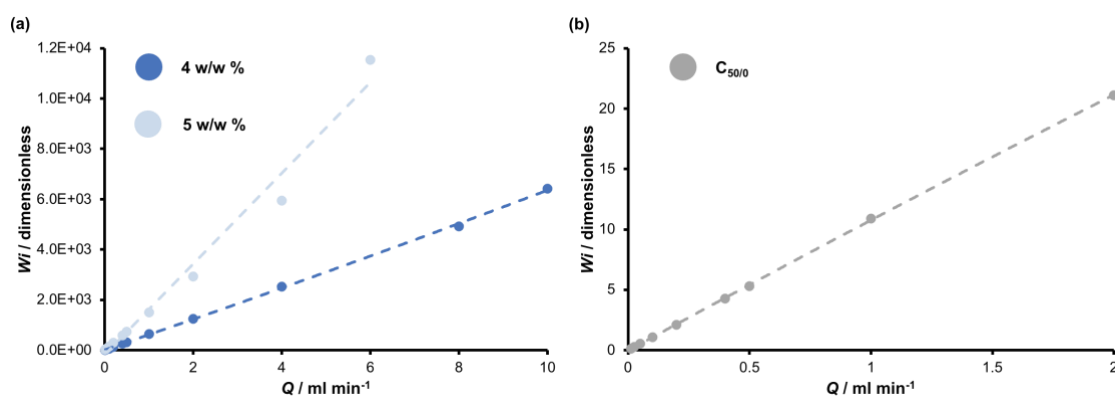 (a)
1.2E+04
1.0E+04
8.0E+03
6.0E+03
4.0E+03
2.0E+03
0.0E+00
Wi / dimensionless
4 w/w %
5 w/w %
0 2 4 6 8 10
Q / ml min⁻¹
(b)
25
20
15
10
5
0
Wi / dimensionless
C₅₀/₀
0 0.5 1 1.5 2
Q / ml min⁻¹